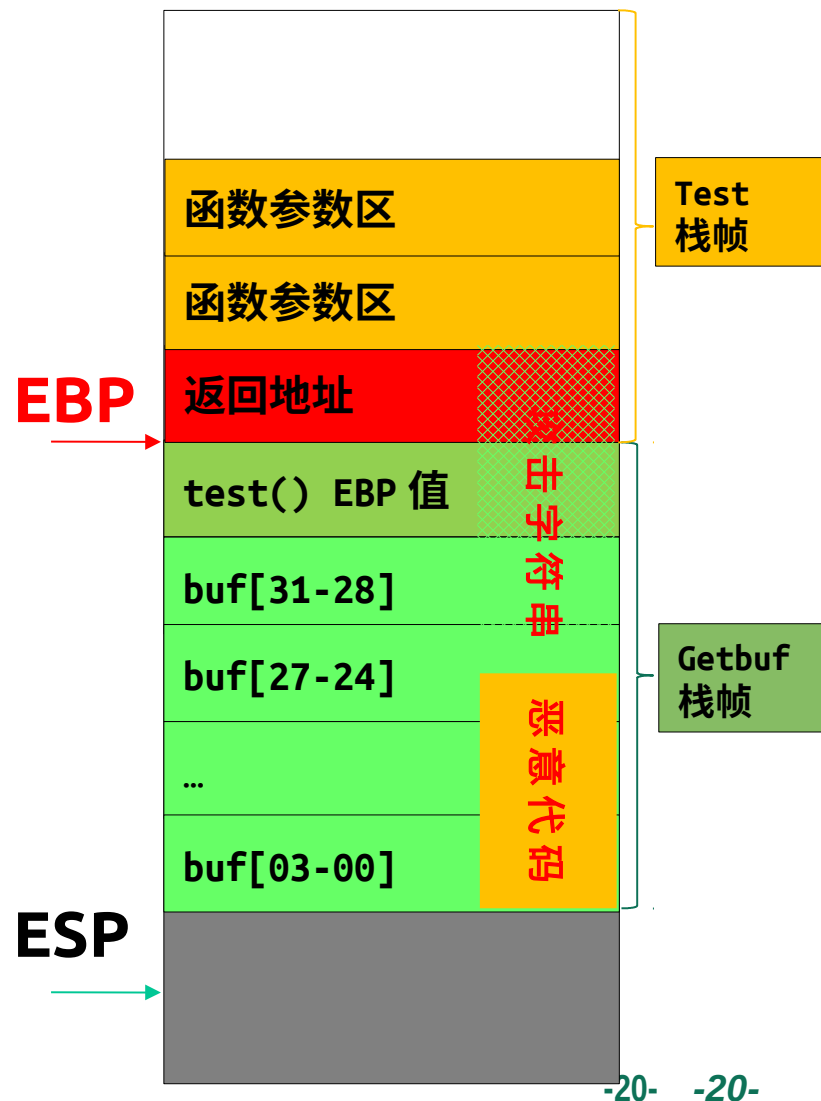 函数参数区
Test
栈帧
函数参数区
返回地址
EBP
test() EBP 值
击字符串
buf[31-28]
buf[27-24]
Getbuf
栈帧
恶意代码
…
buf[03-00]
ESP
-20- -20-